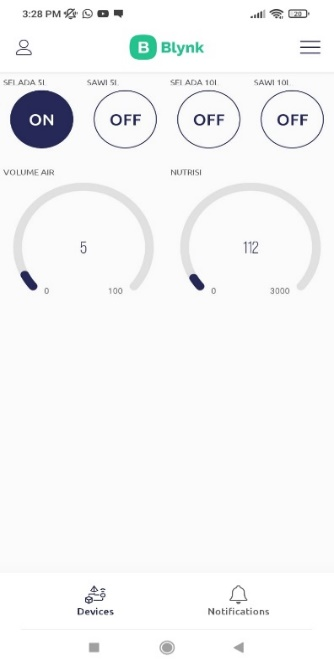 3:28 PM
20
B Blynk
SELADA 5L SAWI 5L SELADA 10L SAWI 10L
ON OFF OFF OFF
VOLUME AIR NUTRISI
5 112
0 100 0 3000
Devices Notifications